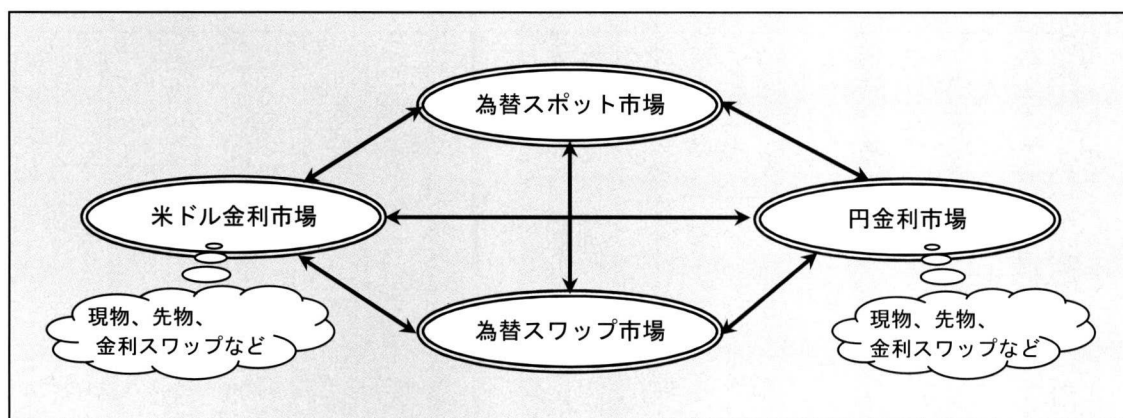 為替スポット市場
米ドル金利市場
円金利市場
現物、先物、
金利スワップなど
為替スワップ市場
現物、先物、
金利スワップなど